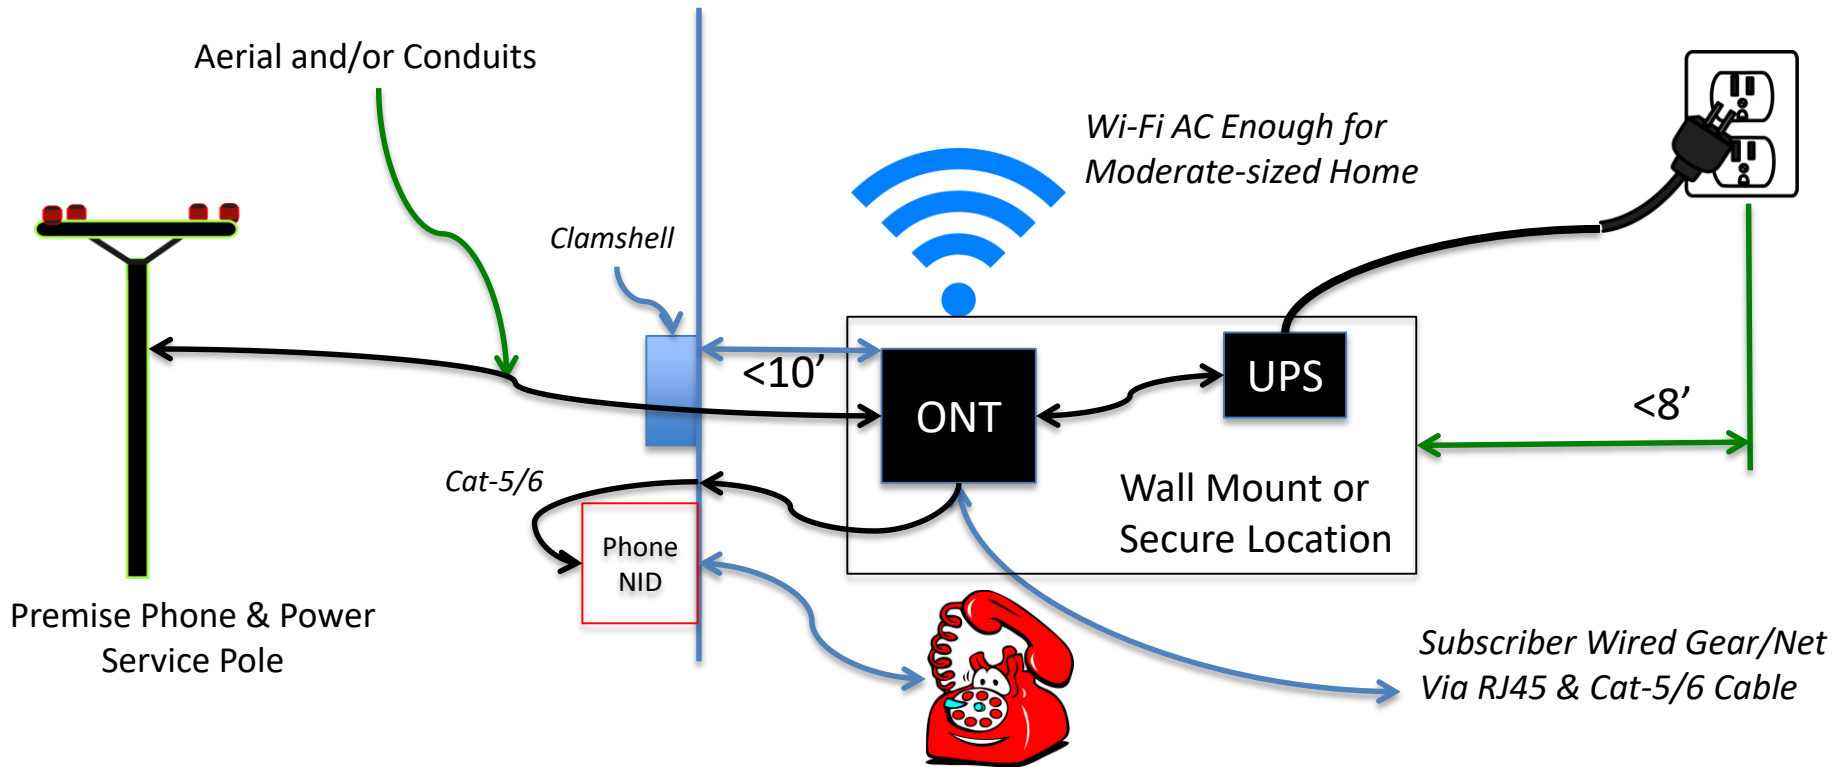 Aerial and/or Conduits
Wi-Fi AC Enough for
Moderate-sized Home
Clamshell
<10’
ONT
UPS
<8’
Cat-5/6
Wall Mount or
Secure Location
Phone
NID
Premise Phone & Power
Service Pole
Subscriber Wired Gear/Net
Via RJ45 & Cat-5/6 Cable